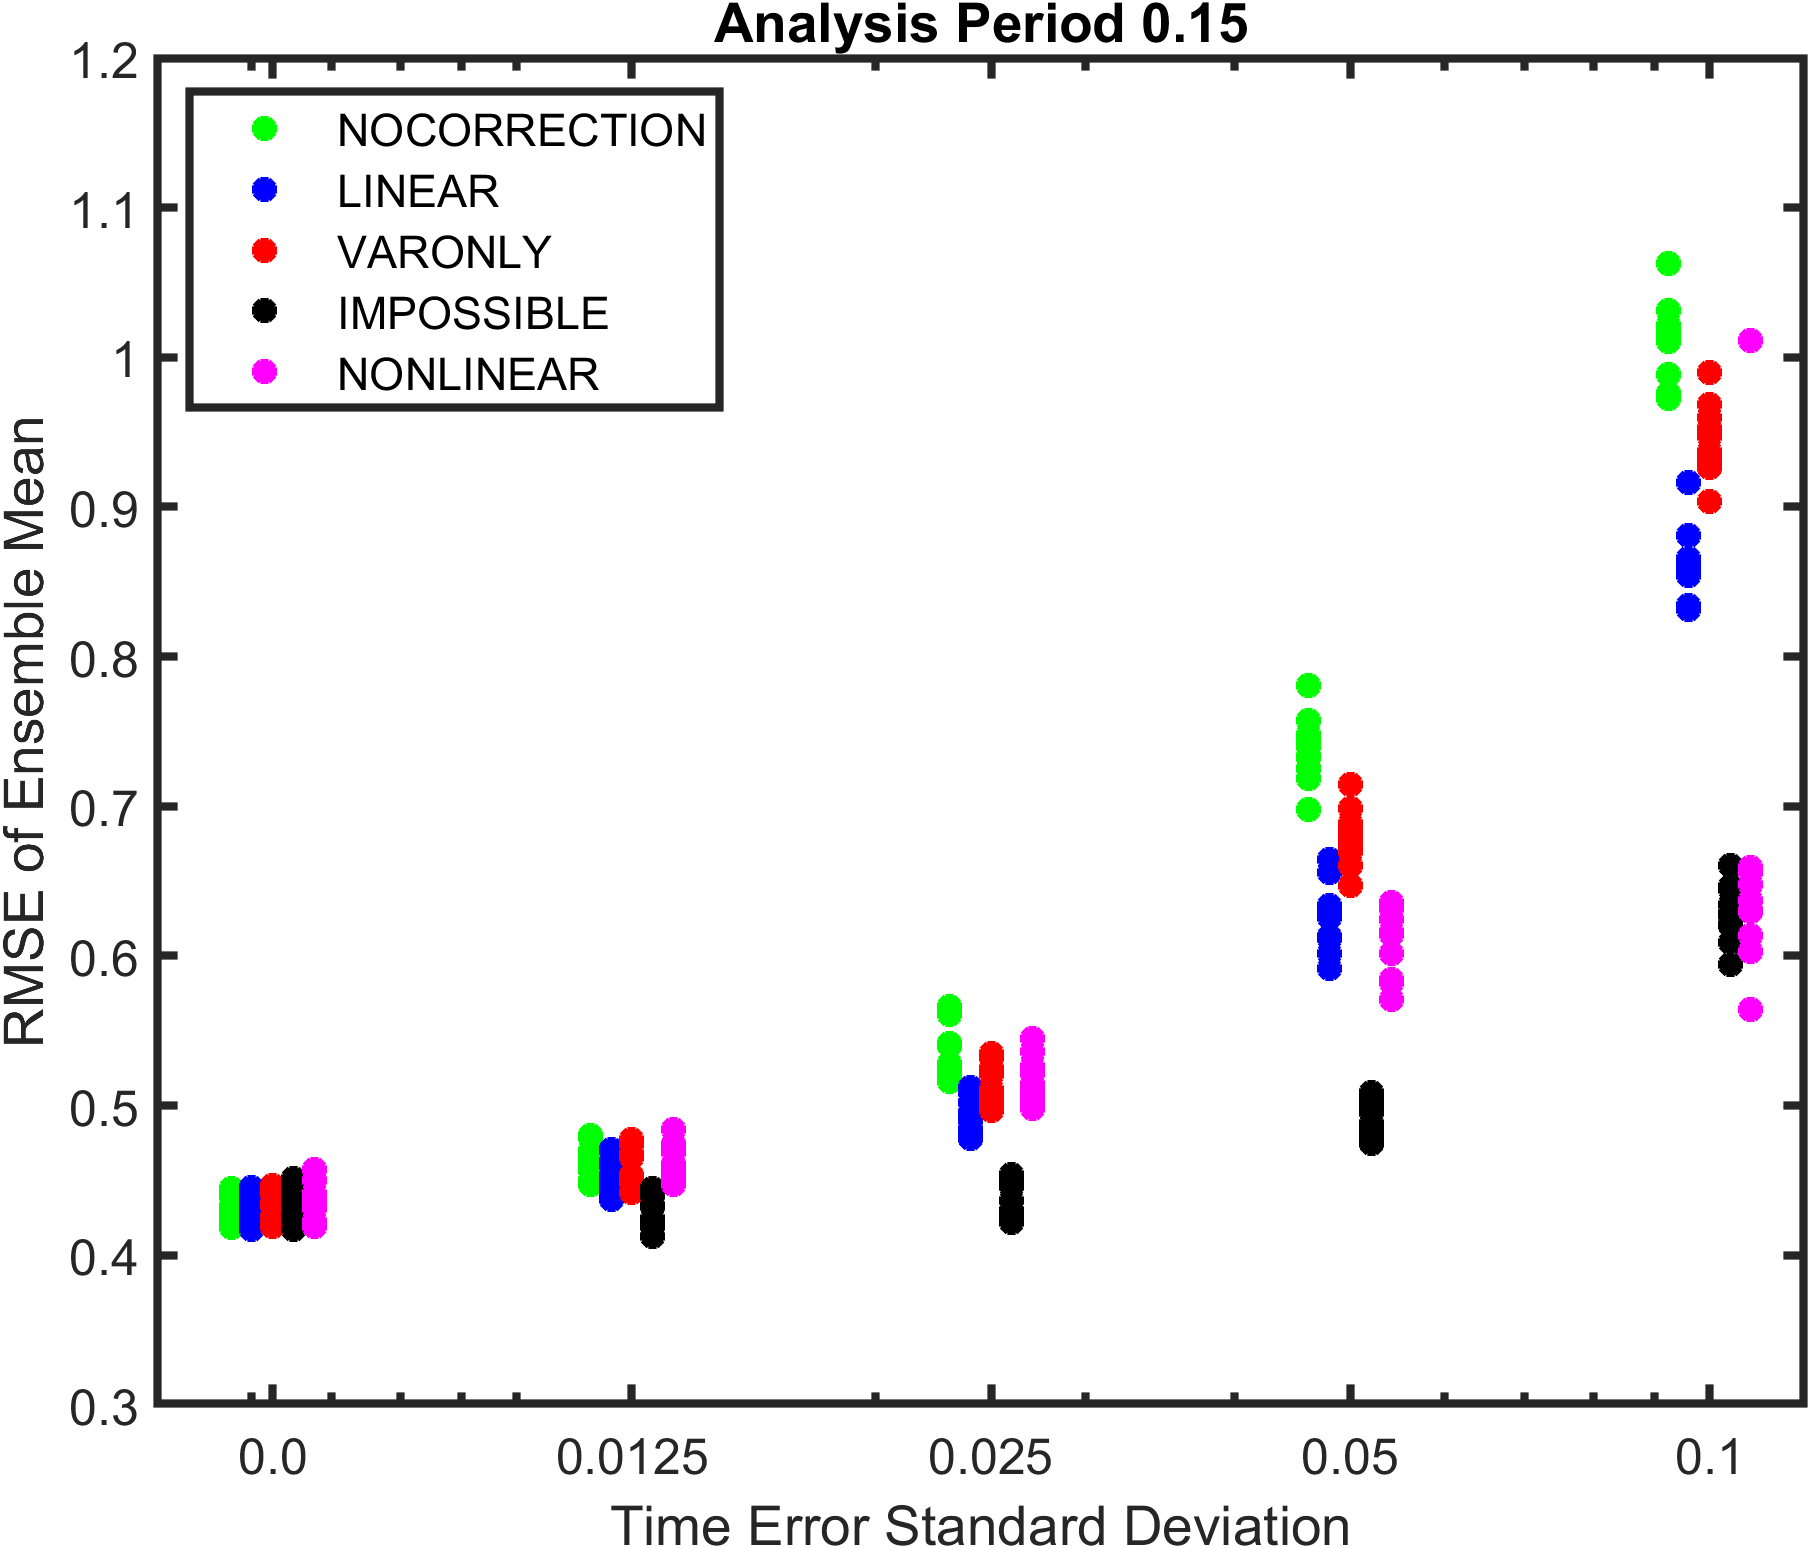 Analysis Period 0.15
1.2
1.1
1
0.9
0.8
0.7
0.6
0.5
0.4
0.3
RMSE of Ensemble Mean
NOCORRECTION
LINEAR
VARONLY
IMPOSSIBLE
NONLINEAR
0.0 0.0125 0.025 0.05 0.1
Time Error Standard Deviation